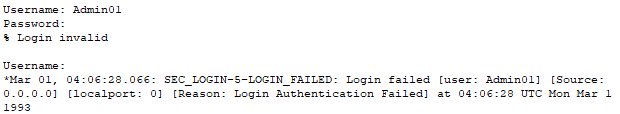 Username: Admin01
Password:
% Login invalid
Username:
*Mar 01, 04:06:28.066: SEC_LOGIN-5-LOGIN_FAILED: Login failed [user: Admin01] [Source:
0.0.0.0] [localport: 0] [Reason: Login Authentication Failed] at 04:06:28 UTC Mon Mar 1
1993